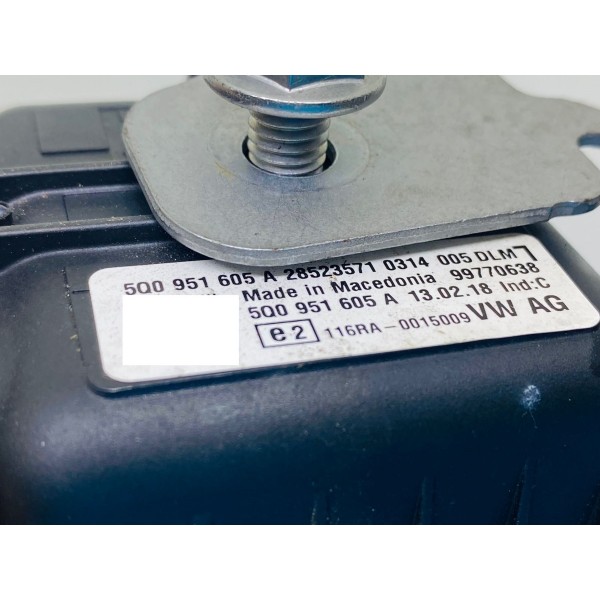 5Q0 951 605 A 28523571 0314 005 DLM
Made in Macedonia 99770638
5Q0 951 605 A 13.02.18 Ind:C
e2 116RA-0015009 VW AG